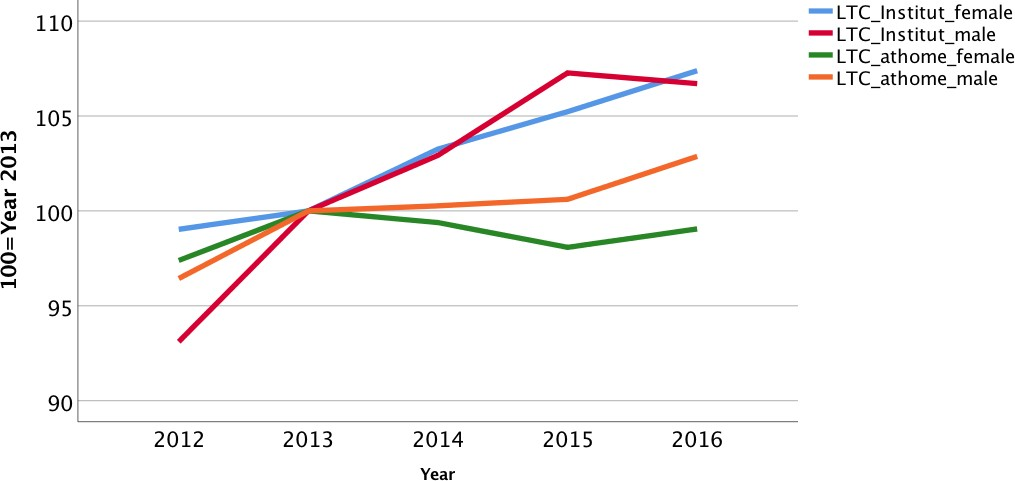 LTC_Institut_female
LTC_Institut_male
LTC_athome_female
LTC_athome_male
110
105
100
95
90
100=Year 2013
2012 2013 2014 2015 2016
Year